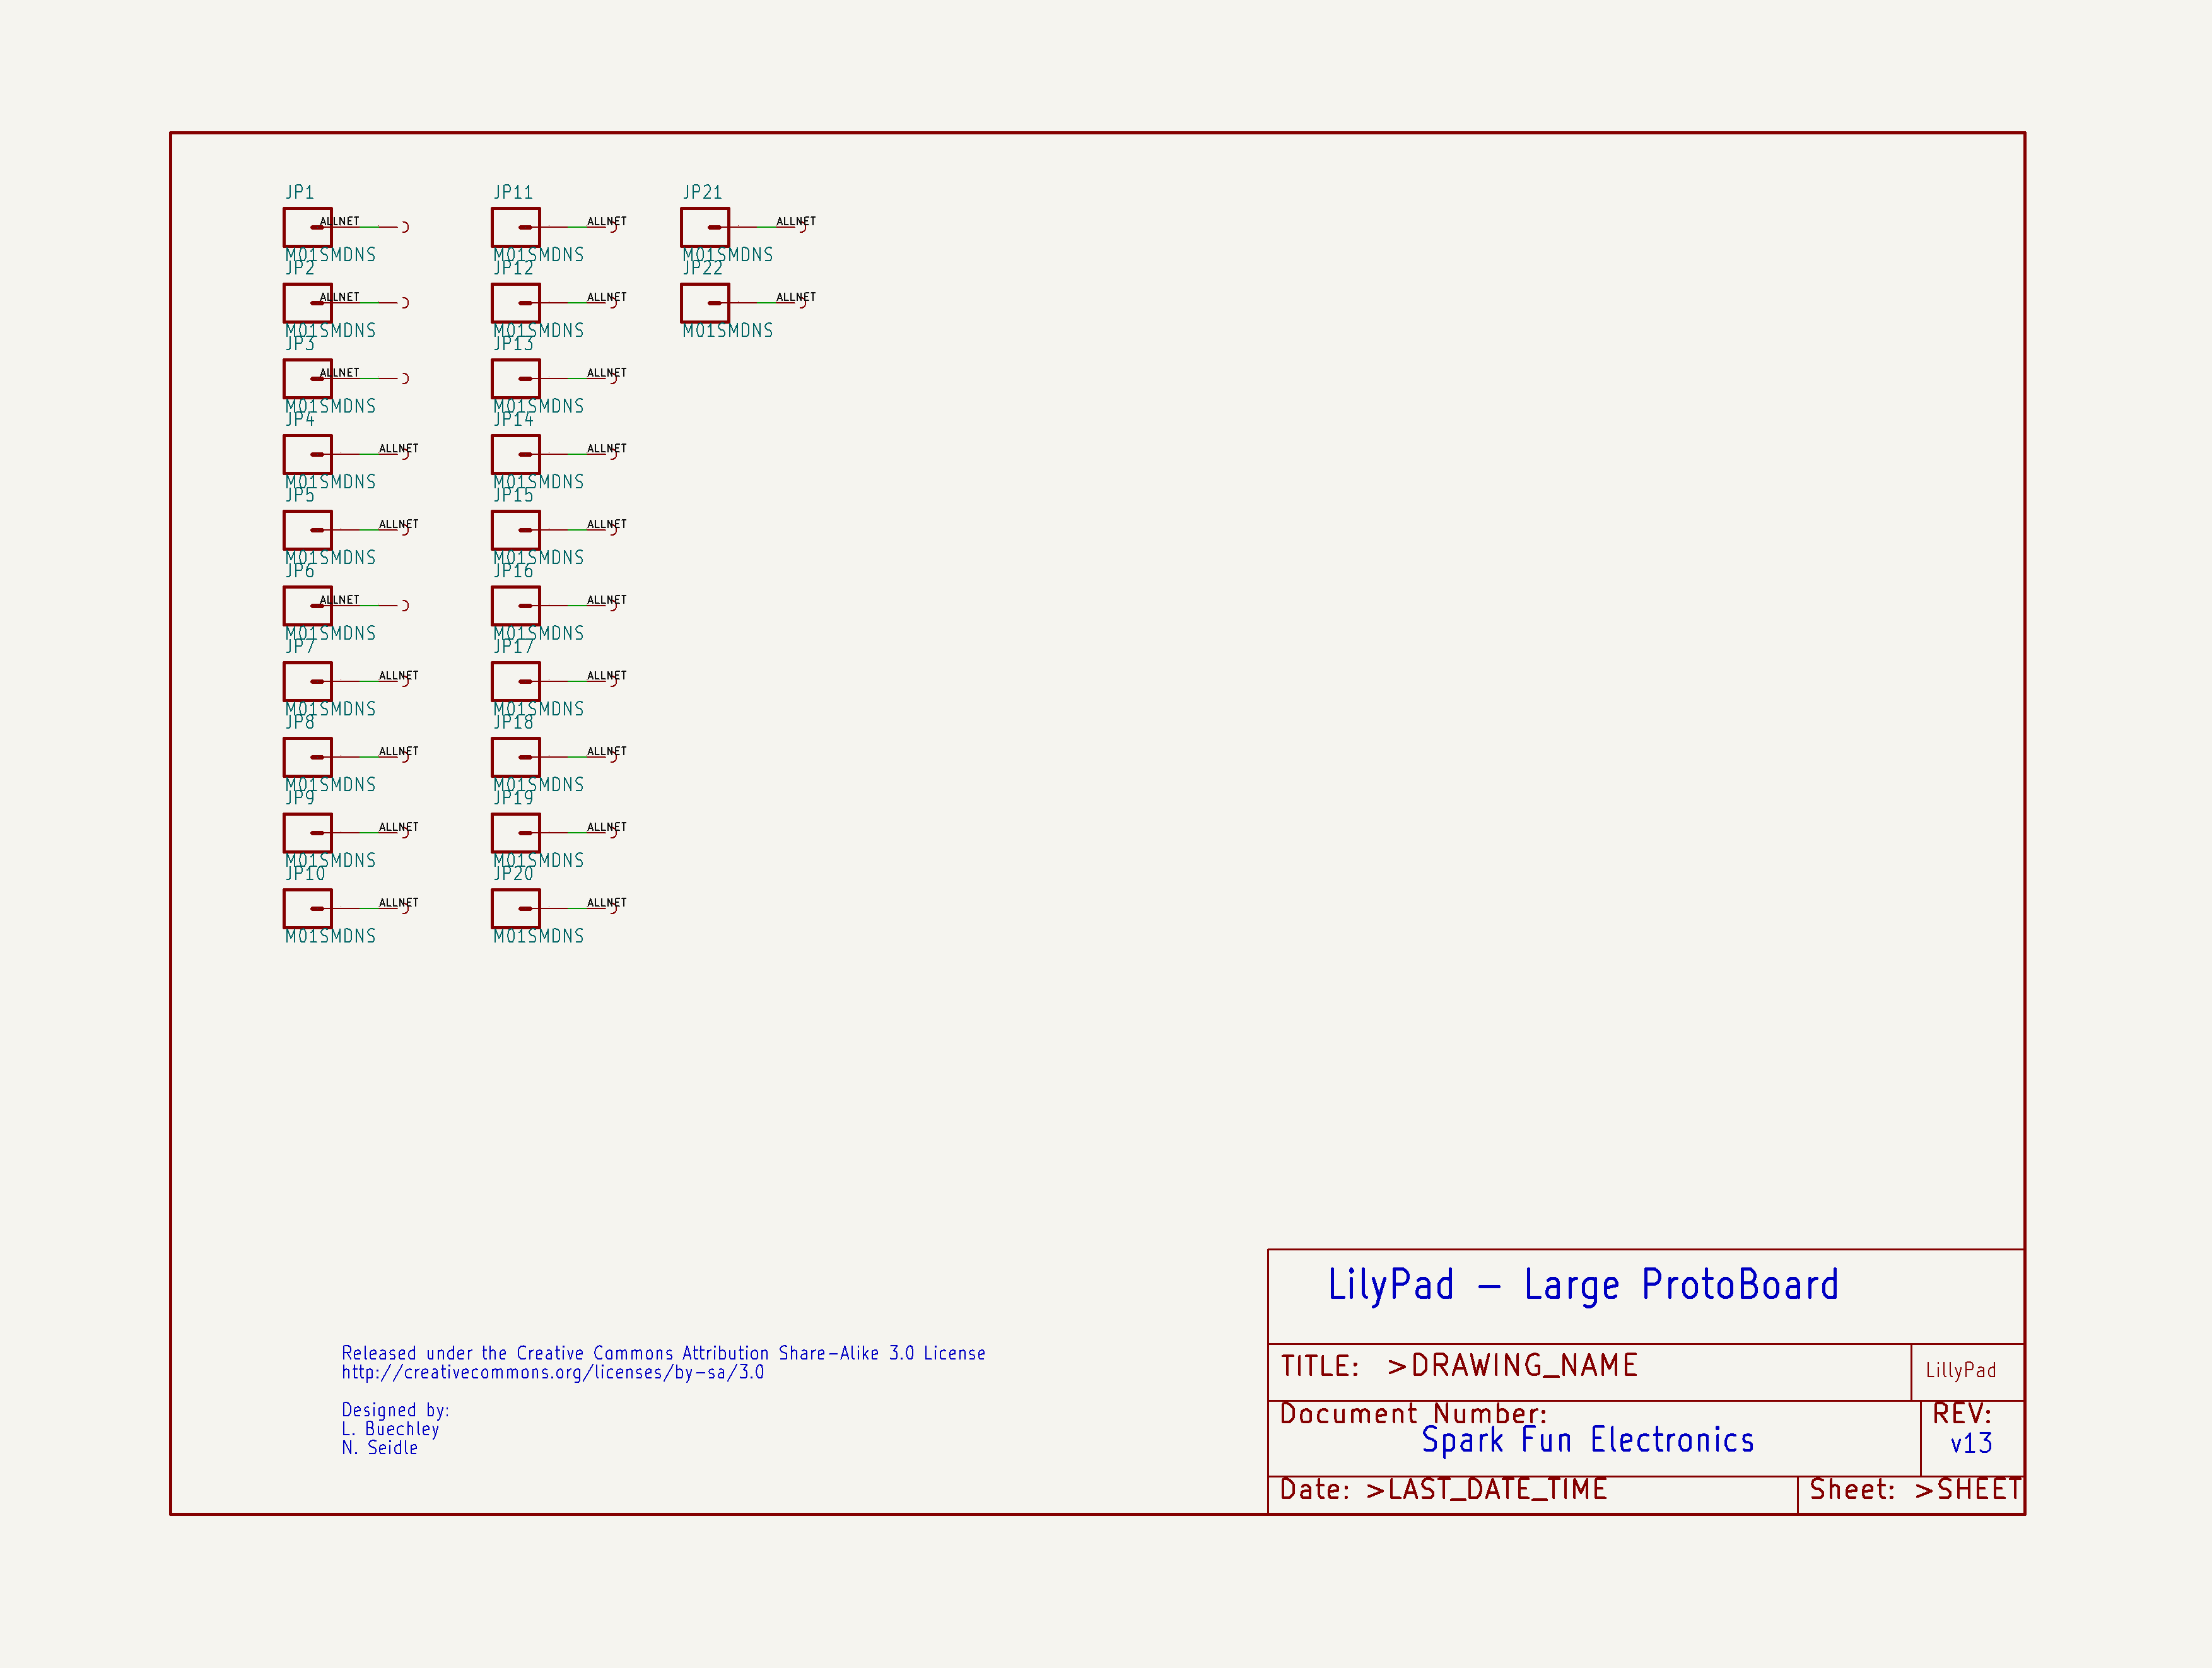 JP1
ALLNET
M01SMDNS
JP2
ALLNET
M01SMDNS
JP3
ALLNET
M01SMDNS
JP4
ALLNET
M01SMDNS
JP5
ALLNET
M01SMDNS
JP6
ALLNET
M01SMDNS
JP7
ALLNET
M01SMDNS
JP8
ALLNET
M01SMDNS
JP9
ALLNET
M01SMDNS
JP10
ALLNET
M01SMDNS
JP11
ALLNET
M01SMDNS
JP12
ALLNET
M01SMDNS
JP13
ALLNET
M01SMDNS
JP14
ALLNET
M01SMDNS
JP15
ALLNET
M01SMDNS
JP16
ALLNET
M01SMDNS
JP17
ALLNET
M01SMDNS
JP18
ALLNET
M01SMDNS
JP19
ALLNET
M01SMDNS
JP20
ALLNET
M01SMDNS
JP21
ALLNET
M01SMDNS
JP22
ALLNET
M01SMDNS
Released under the Creative Commons Attribution Share-Alike 3.0 License
http://creativecommons.org/licenses/by-sa/3.0
Designed by:
L. Buechley
N. Seidle
LilyPad - Large ProtoBoard
TITLE: >DRAWING_NAME
LillyPad
Document Number:
Spark Fun Electronics
REV:
v13
Date: >LAST_DATE_TIME
Sheet: >SHEET